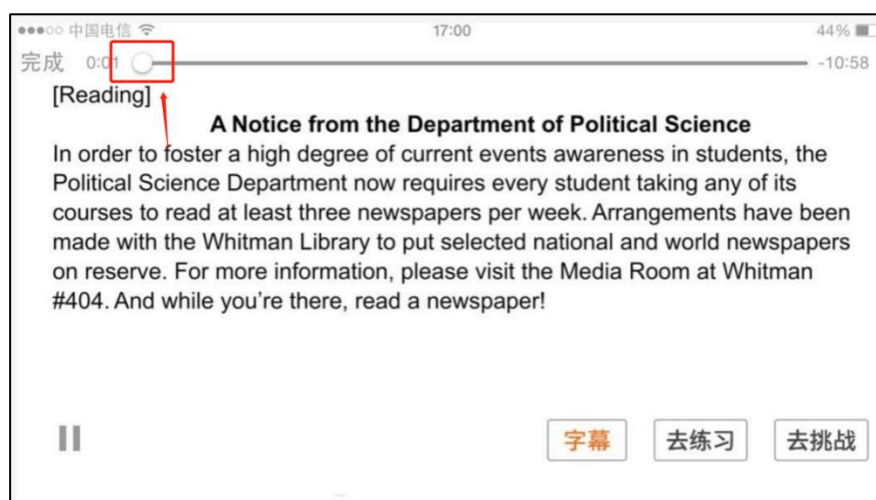 中国电信 17:00 44%
完成 0:01 -10:58
[Reading]
A Notice from the Department of Political Science
In order to foster a high degree of current events awareness in students, the
Political Science Department now requires every student taking any of its
courses to read at least three newspapers per week. Arrangements have been
made with the Whitman Library to put selected national and world newspapers
on reserve. For more information, please visit the Media Room at Whitman
#404. And while you’re there, read a newspaper!
字幕 去练习 去挑战